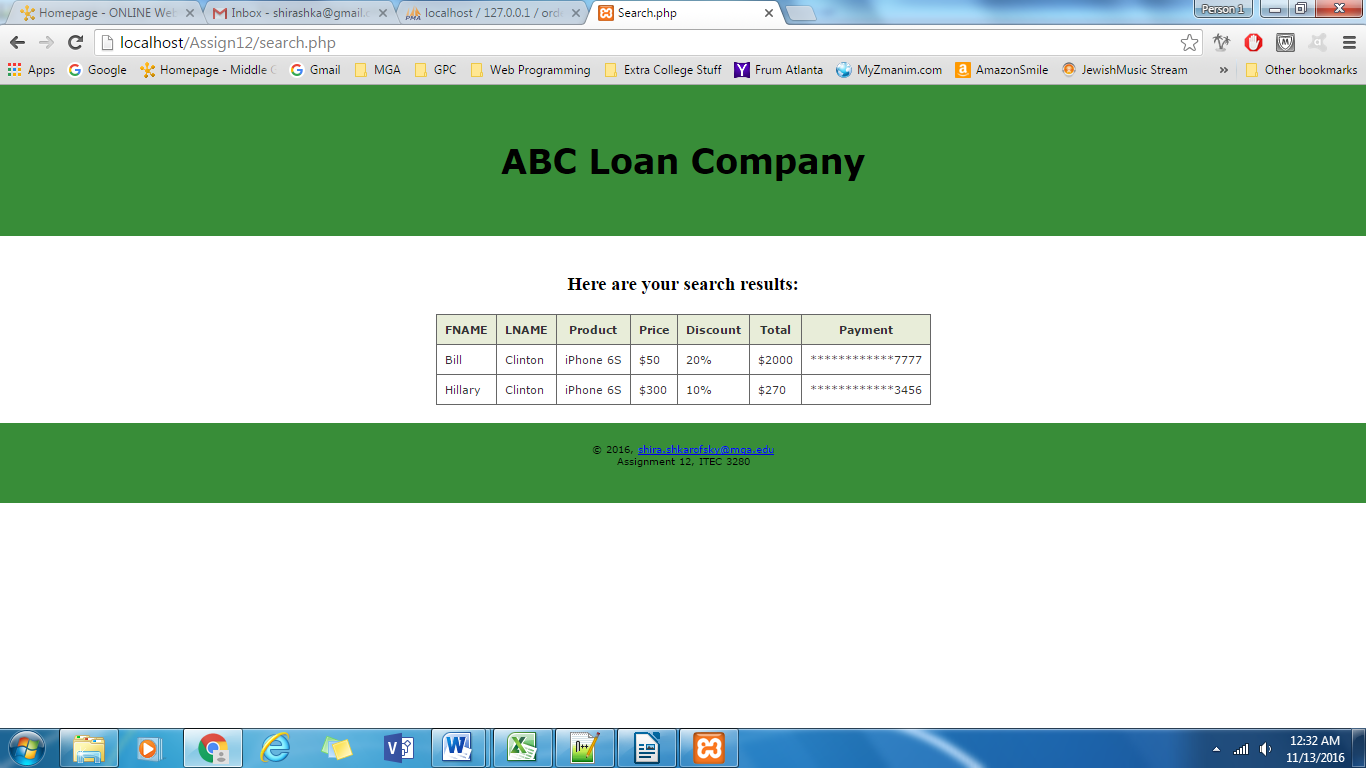 Homepage - ONLINE Web
Inbox - shirashka@gmail.
localhost / 127.0.0.1 / ord
Search.php
Person 1
localhost/Assign12/search.php
Apps Google Homepage - Middle Gmail MGA GPC Web Programming Extra College Stuff Frum Atlanta MyZmanim.com AmazonSmile JewishMusic Stream » Other bookmarks
ABC Loan Company
Here are your search results:
FNAME LNAME Product Price Discount Total Payment
Bill Clinton iPhone 6S $50 20% $2000 ************7777
Hillary Clinton iPhone 6S $300 10% $270 ************3456
© 2016, shira.shkarofsky@mga.edu
Assignment 12, ITEC 3280
12:32 AM
11/13/2016